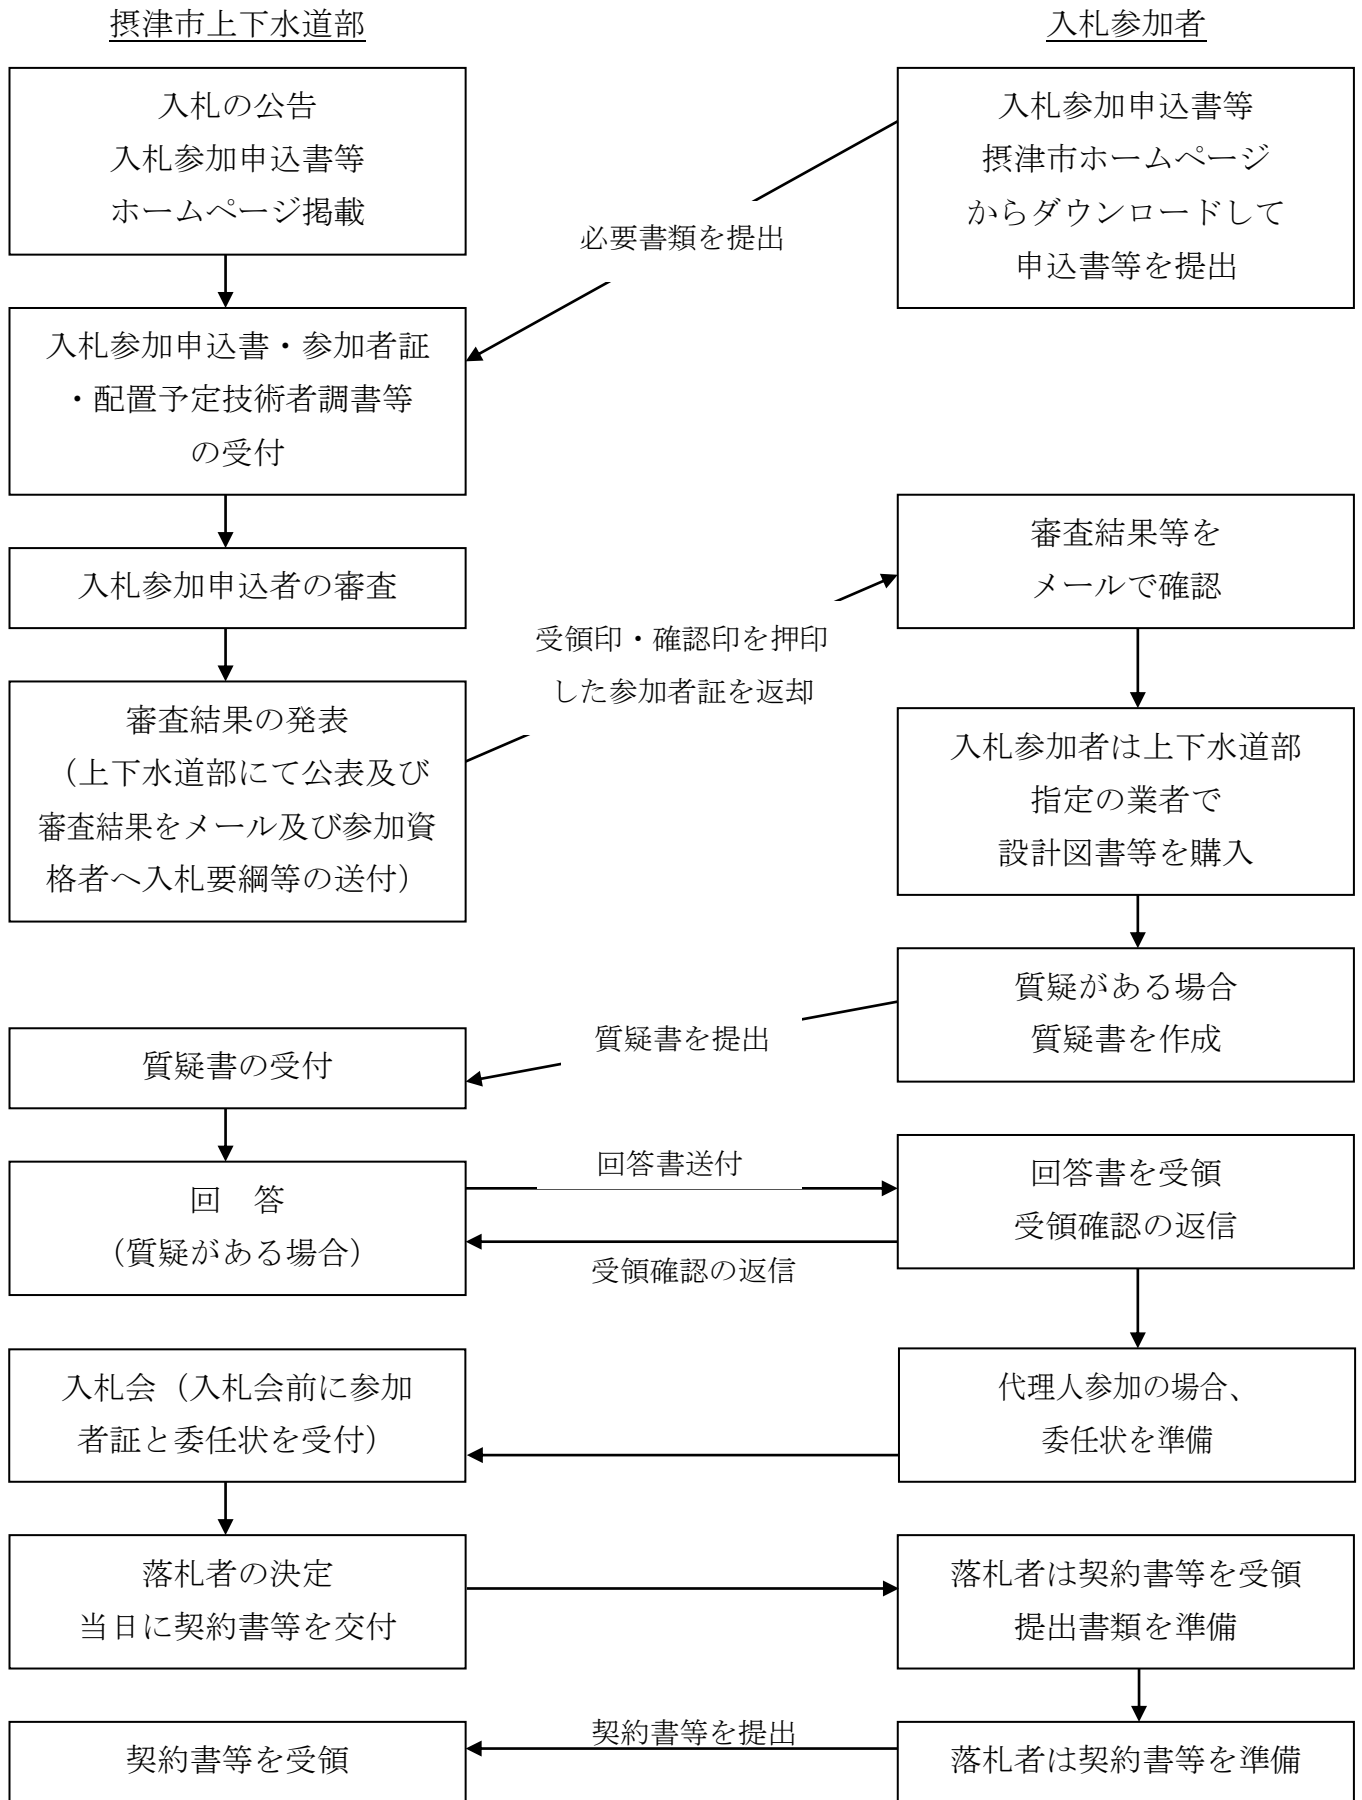 摂津市上下水道部
入札参加者
入札の公告
入札参加申込書等
ホームページ掲載
入札参加申込書等
摂津市ホームページ
からダウンロードして
申込書等を提出
必要書類を提出
入札参加申込書・参加者証
・配置予定技術者調書等
の受付
入札参加申込者の審査
審査結果等を
メールで確認
受領印・確認印を押印
した参加者証を返却
審査結果の発表
（上下水道部にて公表及び
審査結果をメール及び参加資
格者へ入札要綱等の送付）
入札参加者は上下水道部
指定の業者で
設計図書等を購入
質疑がある場合
質疑書を作成
質疑書を提出
質疑書の受付
回答書送付
回　答
（質疑がある場合）
回答書を受領
受領確認の返信
受領確認の返信
入札会（入札会前に参加
者証と委任状を受付）
代理人参加の場合、
委任状を準備
落札者の決定
当日に契約書等を交付
落札者は契約書等を受領
提出書類を準備
契約書等を提出
契約書等を受領
落札者は契約書等を準備